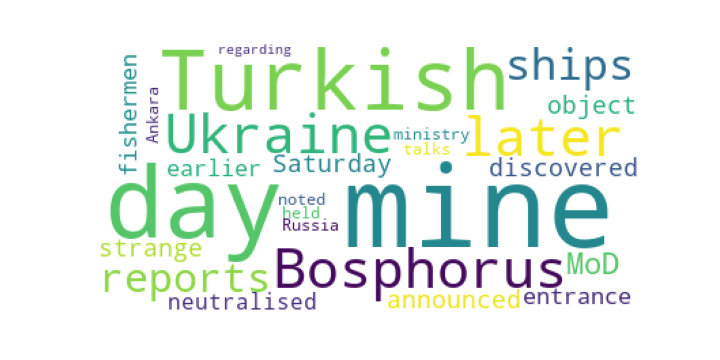 regarding
Turkish
ships
fishermen
Ankara
object
Ukraine
ministry
later
talks
earlier
Saturday
discovered
day
mine
noted
held
Russia
strange
reports
Bosphorus
MoD
neutralised
announced
entrance